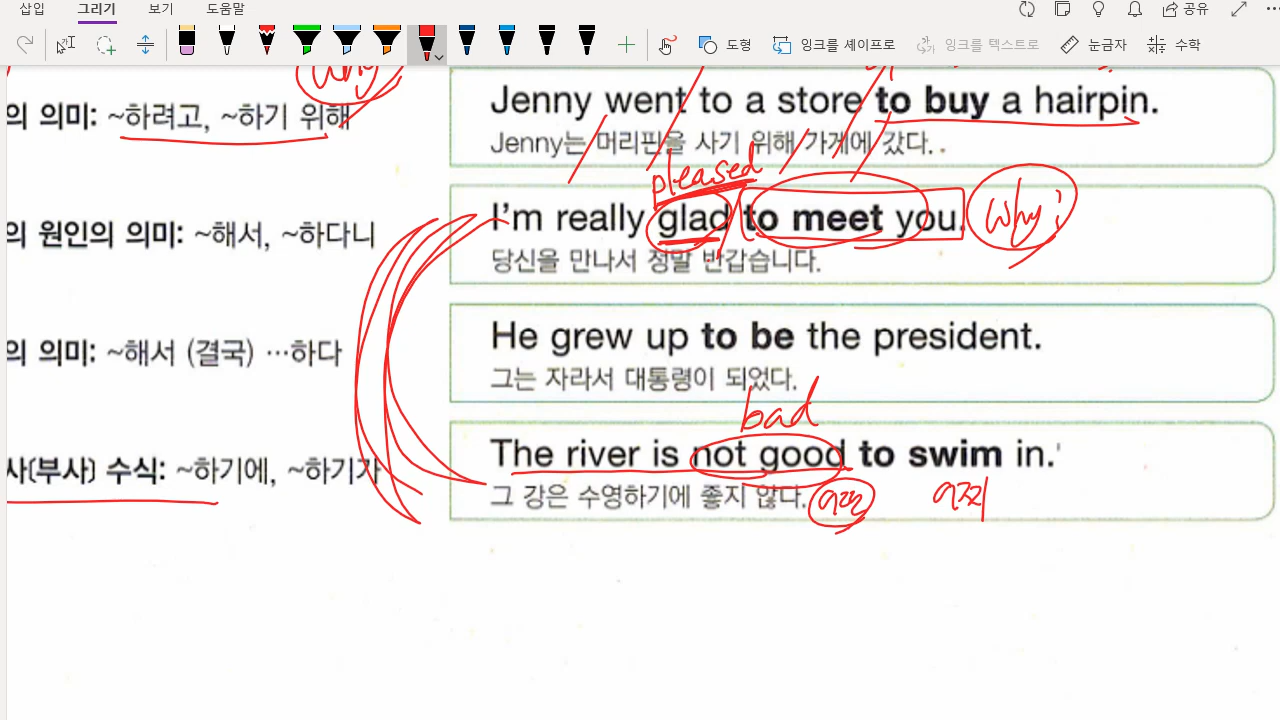 삽입 그리기 보기 도움말 공유
도형 잉크를 셰이프로 잉크를 텍스트로 눈금자 수학
why
의 의미: ~하려고, ~하기 위해
Jenny went to a store to buy a hairpin.
Jenny는 머리핀을 사기 위해 가게에 갔다.
pleased
의 원인의 의미: ~해서, ~하다니
I'm really glad to meet you. why?
당신을 만나서 정말 반갑습니다.
의 의미: ~해서 (결국) …하다
He grew up to be the president.
그는 자라서 대통령이 되었다.
bad
사(부사) 수식: ~하기에, ~하기가
The river is not good to swim in.
그 강은 수영하기에 좋지 않다.